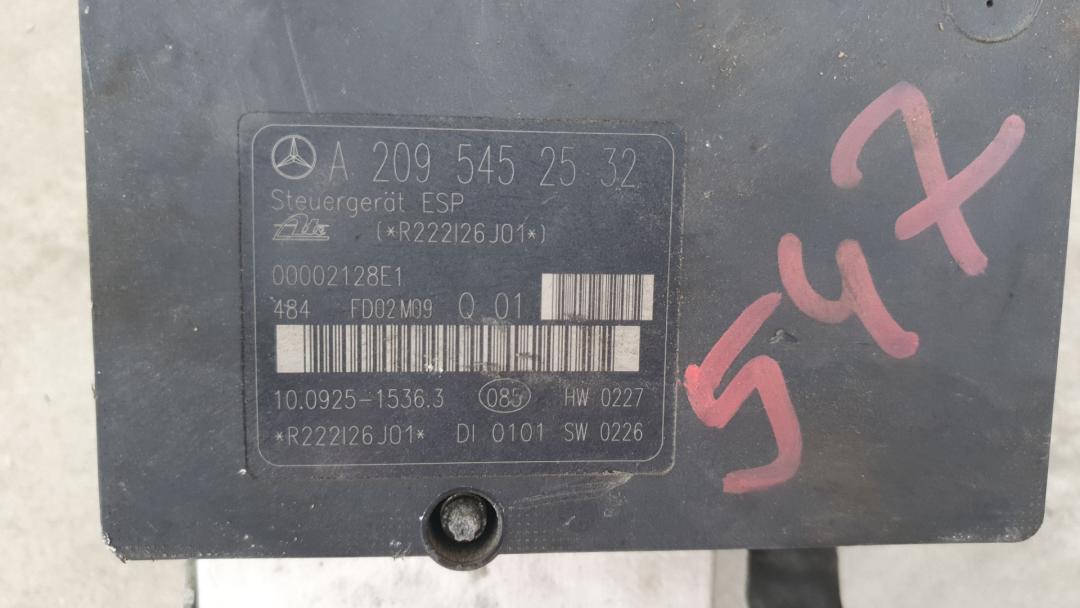 A 209 545 25 32
Steuergerät ESP
Ate (*R222I26J01*)
00002128E1
484 FD02M09 Q 01
10.0925-1536.3 085 HW 0227
*R222I26J01* DI 0101 SW 0226
547